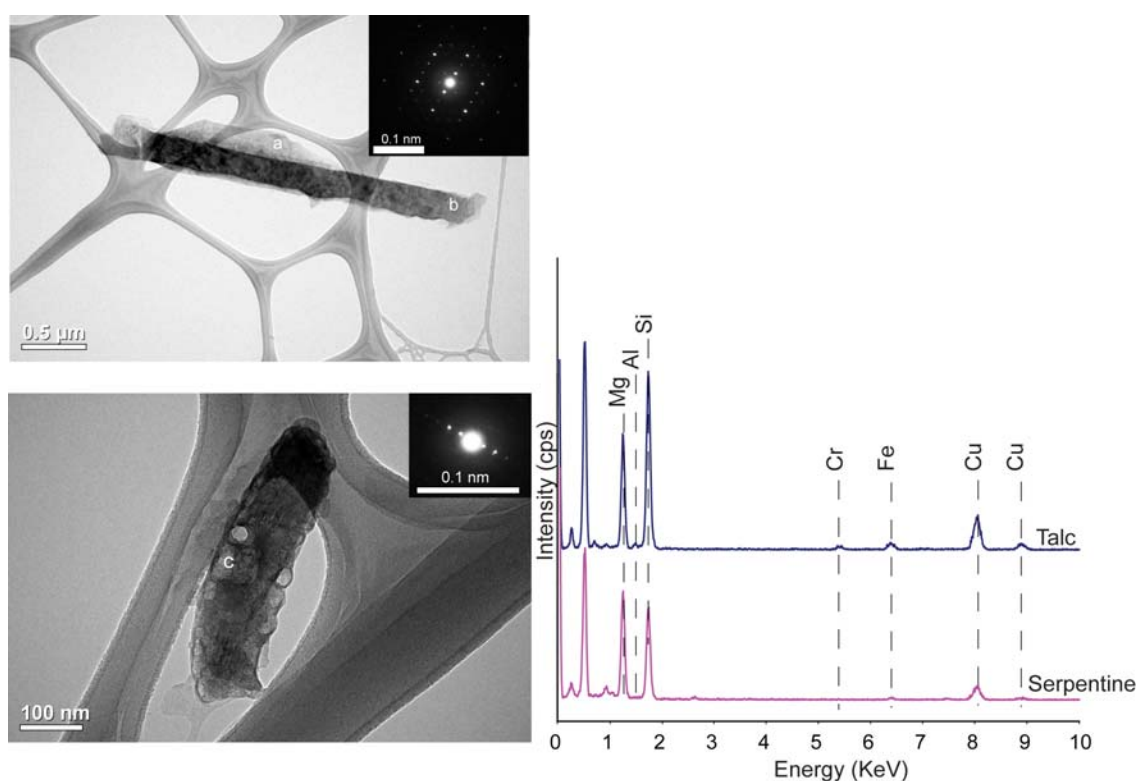 a
b
0.1 nm
0.5 µm
c
0.1 nm
100 nm
Intensity (cps)
Mg
Al
Si
Cr
Fe
Cu
Cu
Talc
Serpentine
0 1 2 3 4 5 6 7 8 9 10
Energy (KeV)